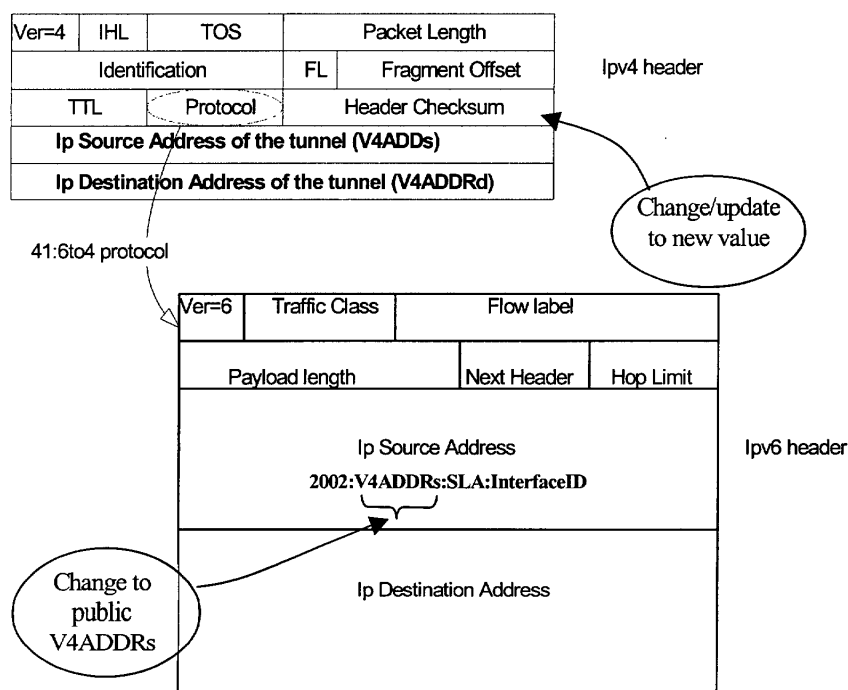 Ver=4 IHL TOS Packet Length
Identification FL Fragment Offset
Ipv4 header
TTL Protocol Header Checksum
Ip Source Address of the tunnel (V4ADDs)
Ip Destination Address of the tunnel (V4ADDRd)
Change/update
to new value
41:6to4 protocol
Ver=6 Traffic Class Flow label
Payload length Next Header Hop Limit
Ip Source Address
Ipv6 header
2002:V4ADDRs:SLA:InterfaceID
Change to
public
V4ADDRs
Ip Destination Address